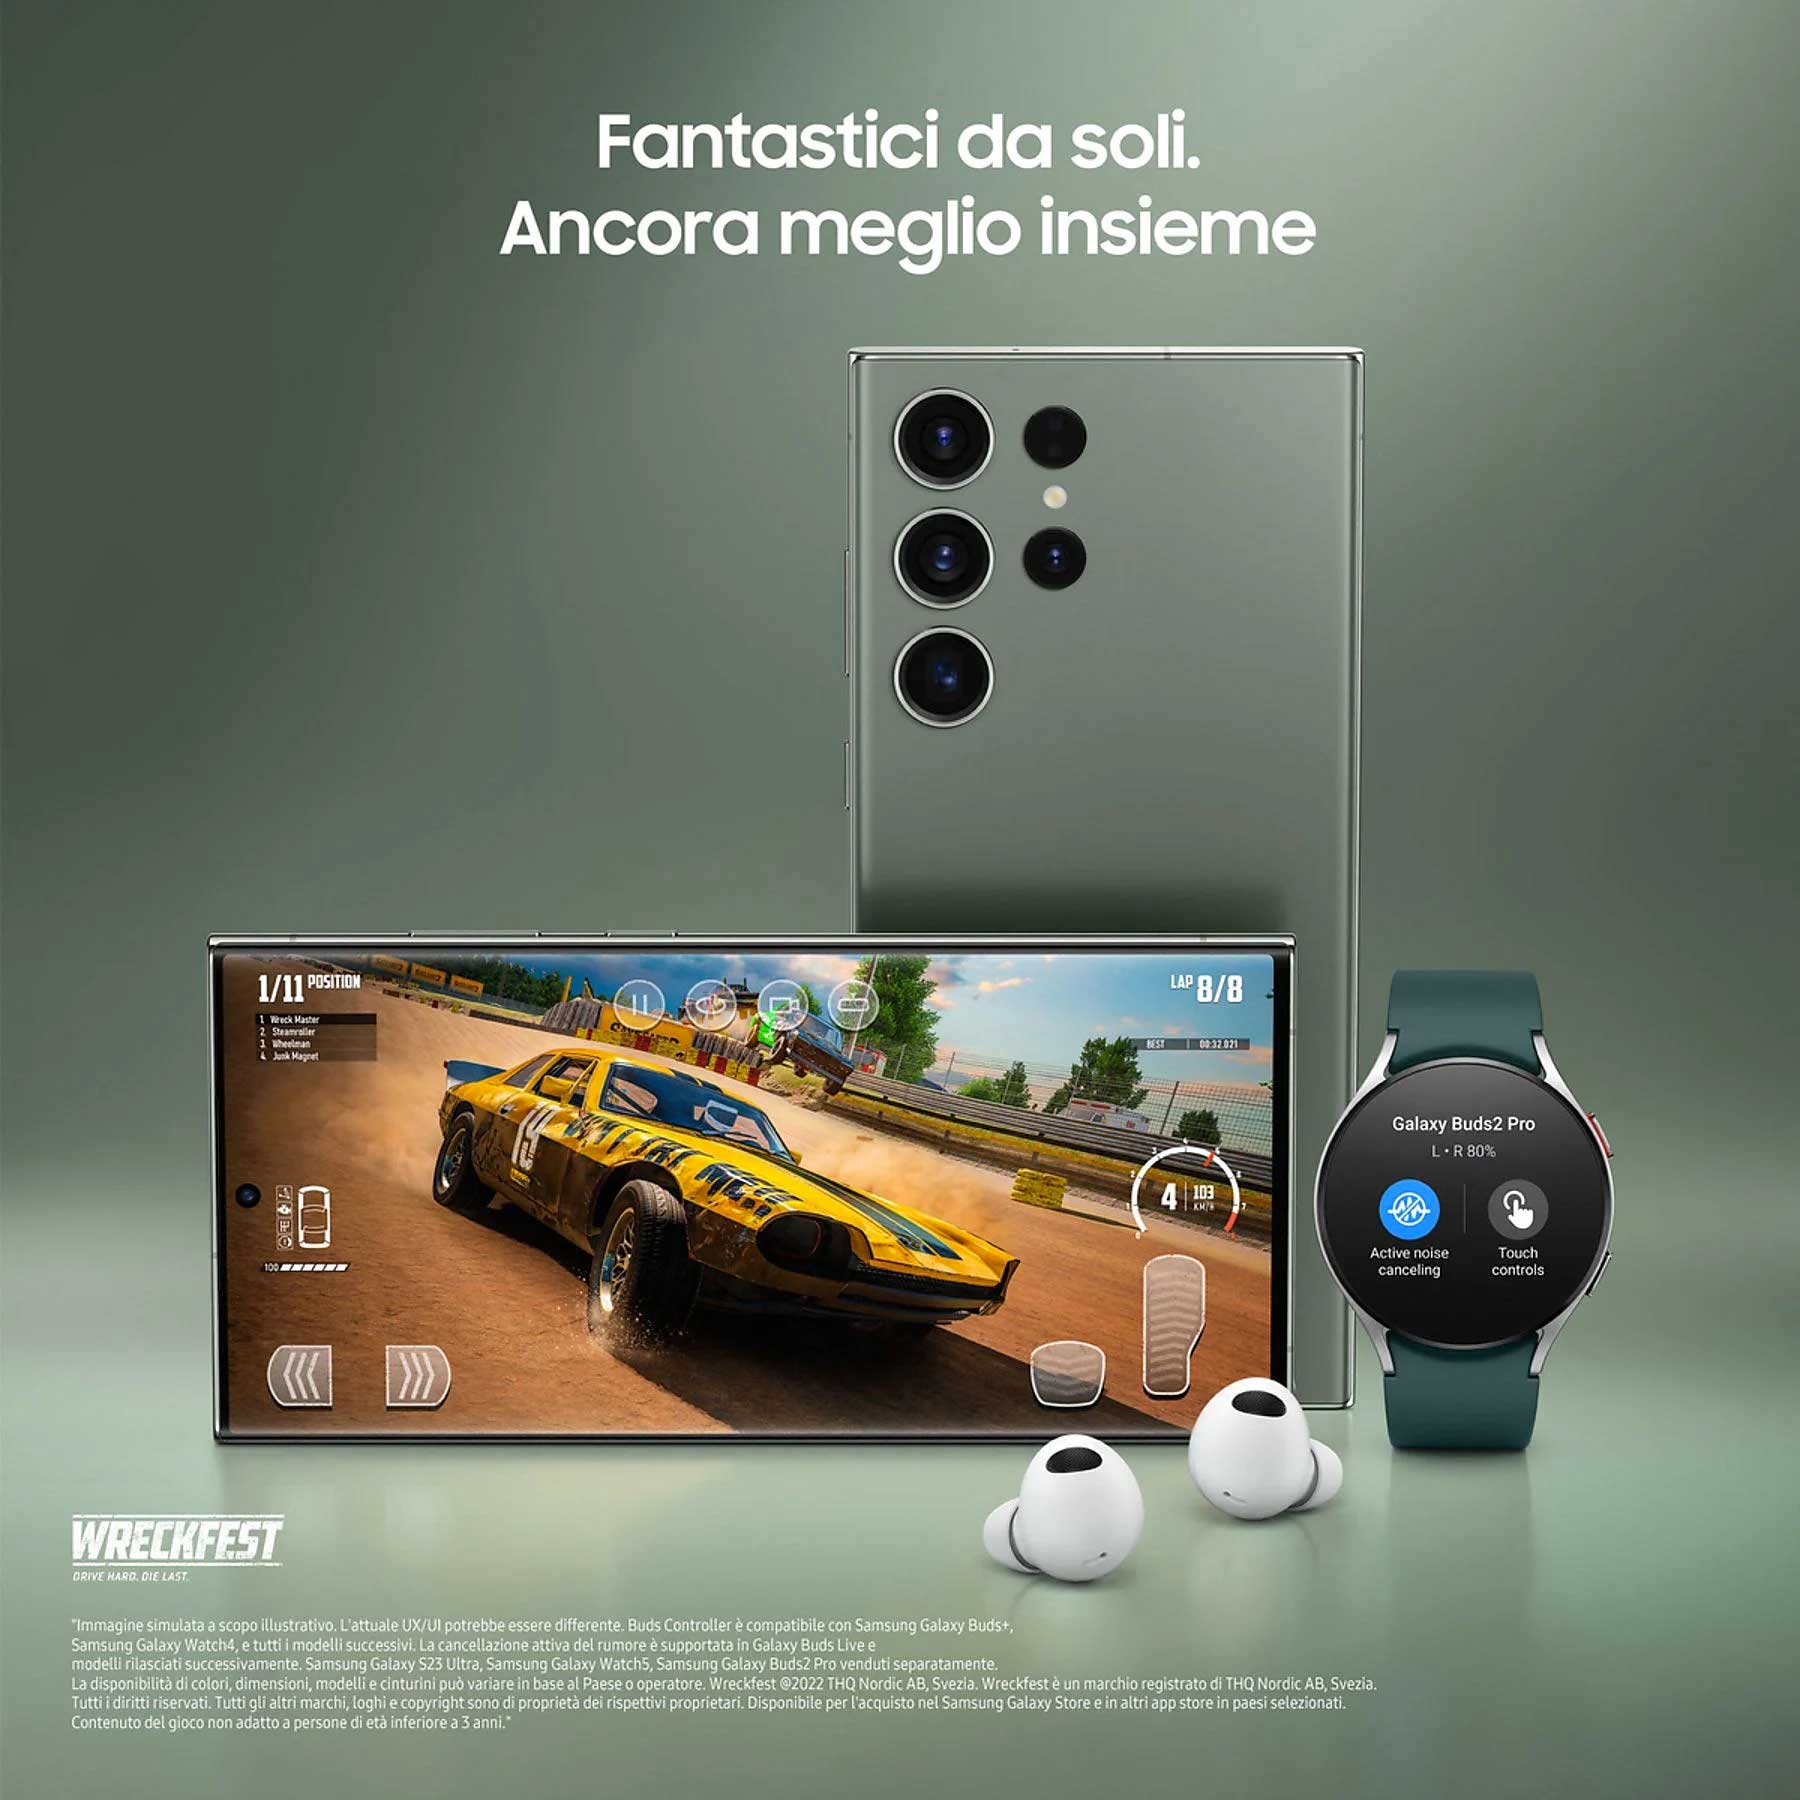 Fantastici da soli.
Ancora meglio insieme
1/11 POSITION
1. Wreck Master
2. Steamroller
3. Wheelman
4. Junk Magnet
LAP 8/8
BEST 00:32.021
4 103
KM/H
100
19
Galaxy Buds2 Pro
L • R 80%
Active noise canceling
Touch controls
WRECKFEST
DRIVE HARD. DIE LAST.
"Immagine simulata a scopo illustrativo. L'attuale UX/UI potrebbe essere differente. Buds Controller è compatibile con Samsung Galaxy Buds+,
Samsung Galaxy Watch4, e tutti i modelli successivi. La cancellazione attiva del rumore è supportata in Galaxy Buds Live e
modelli rilasciati successivamente. Samsung Galaxy S23 Ultra, Samsung Galaxy Watch5, Samsung Galaxy Buds2 Pro venduti separatamente.
La disponibilità di colori, dimensioni, modelli e cinturini può variare in base al Paese o operatore. Wreckfest @2022 THQ Nordic AB, Svezia. Wreckfest è un marchio registrato di THQ Nordic AB, Svezia.
Tutti i diritti riservati. Tutti gli altri marchi, loghi e copyright sono di proprietà dei rispettivi proprietari. Disponibile per l'acquisto nel Samsung Galaxy Store e in altri app store in paesi selezionati.
Contenuto del gioco non adatto a persone di età inferiore a 3 anni."